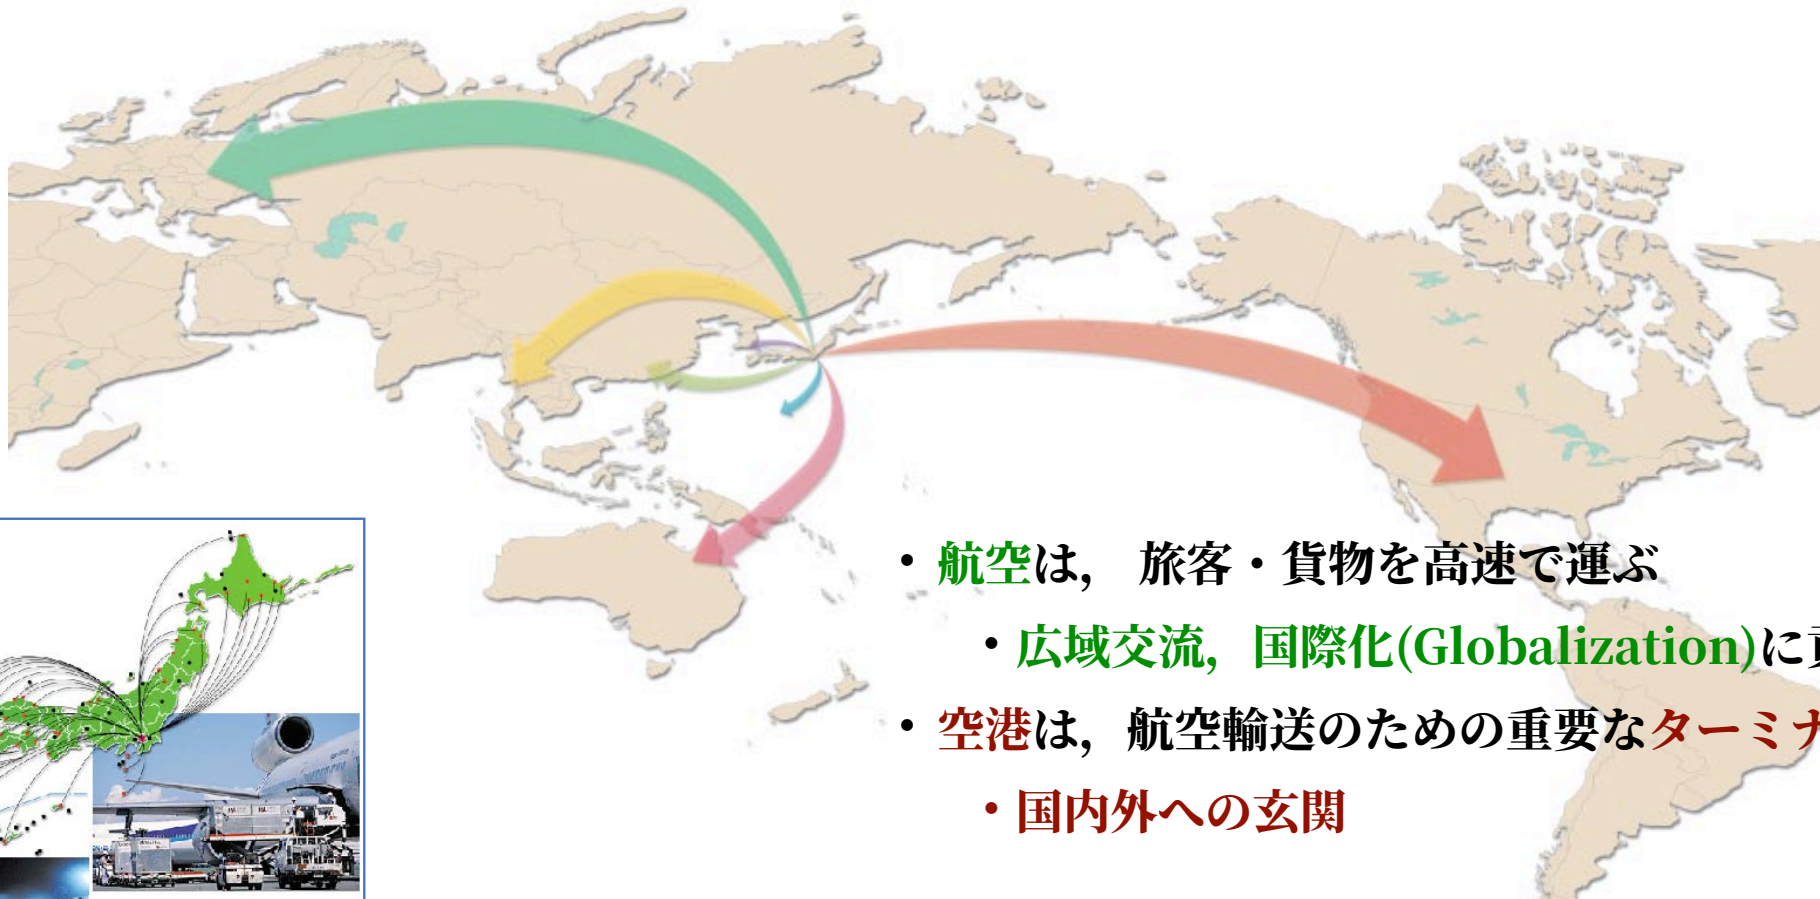 ・航空は， 旅客・貨物を高速で運ぶ
・広域交流，国際化(Globalization)に
・空港は，航空輸送のための重要なターミナ
・国内外への玄関